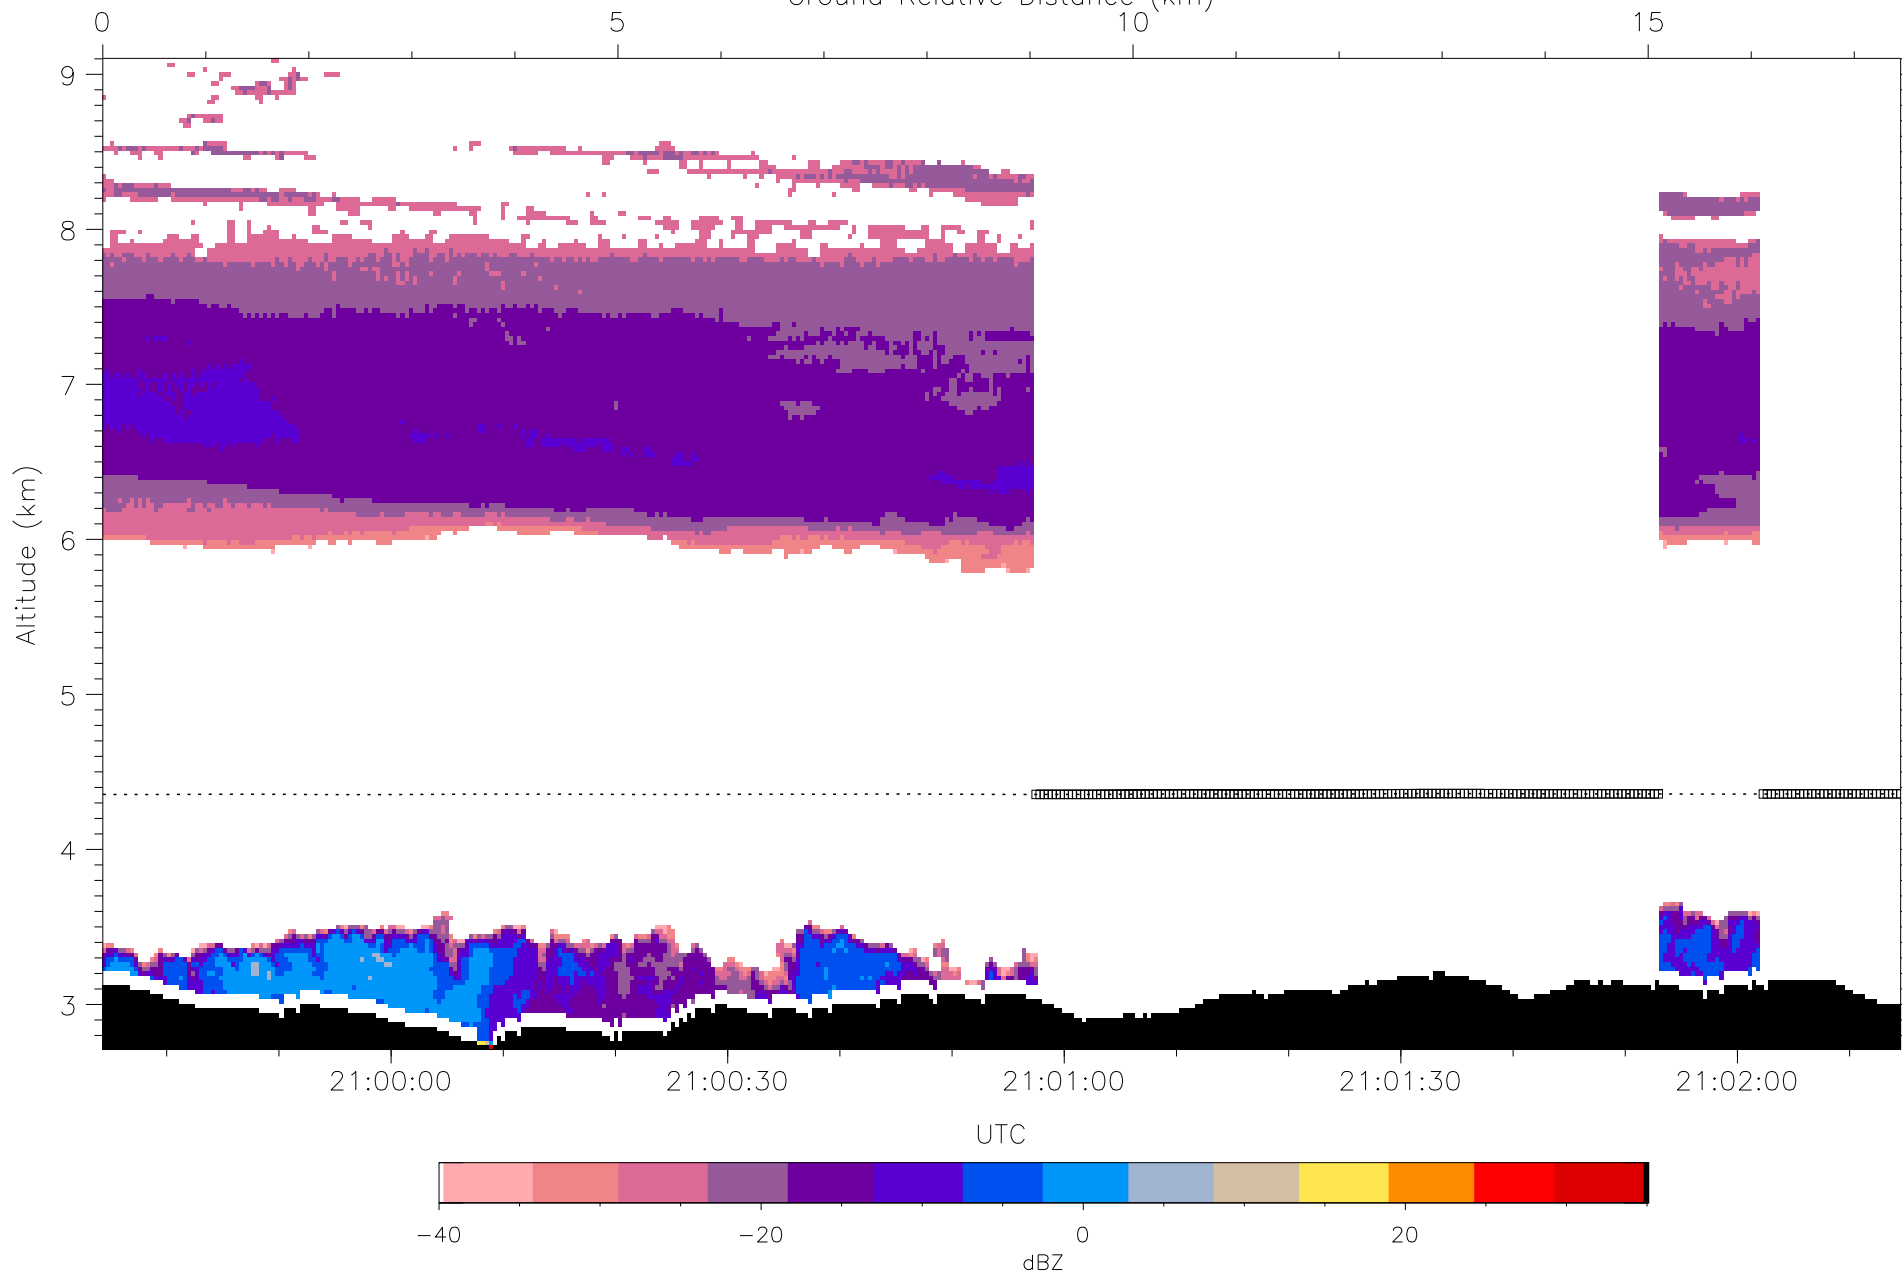 Ground Relative Distance (km)
0 5 10 15
9
8
7
6
5
4
3
Altitude (km)
21:00:00 21:00:30 21:01:00 21:01:30 21:02:00
UTC
−40 −20 0 20
dBZ